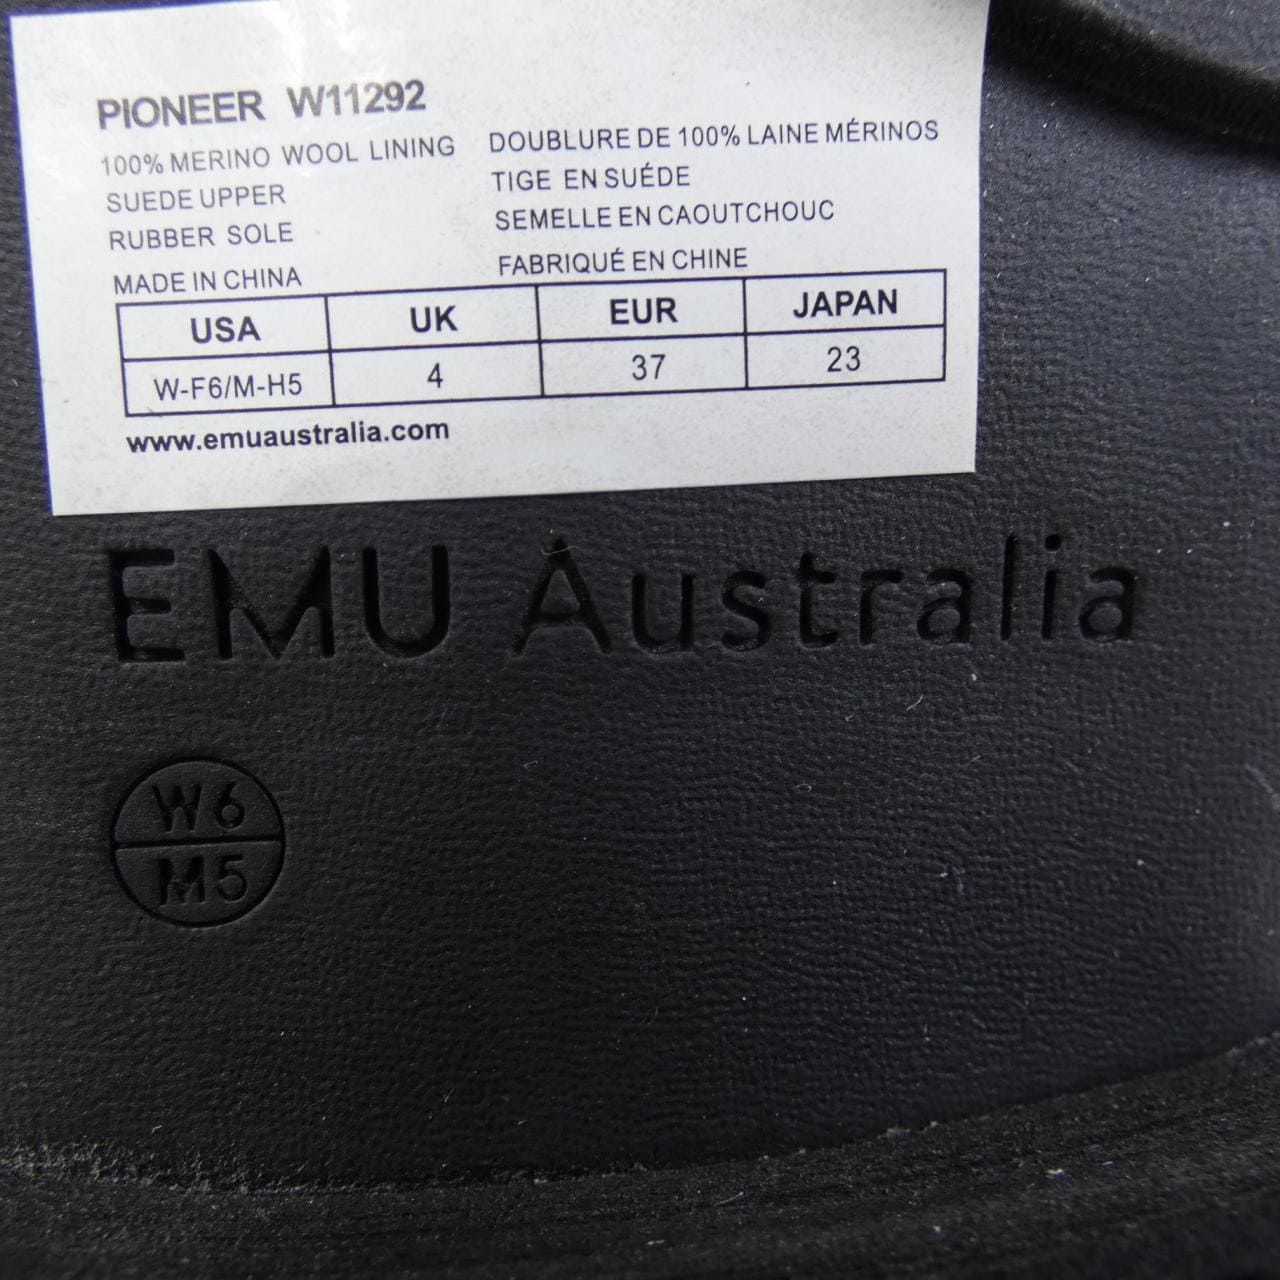 PIONEER W11292
100% MERINO WOOL LINING
SUEDE UPPER
RUBBER SOLE
MADE IN CHINA
DOUBLURE DE 100% LAINE MÉRINOS
TIGE EN SUÉDE
SEMELLE EN CAOUTCHOUC
FABRIQUÉ EN CHINE
USA UK EUR JAPAN
W-F6/M-H5 4 37 23
www.emuaustralia.com
EMU Australia
W6
M5